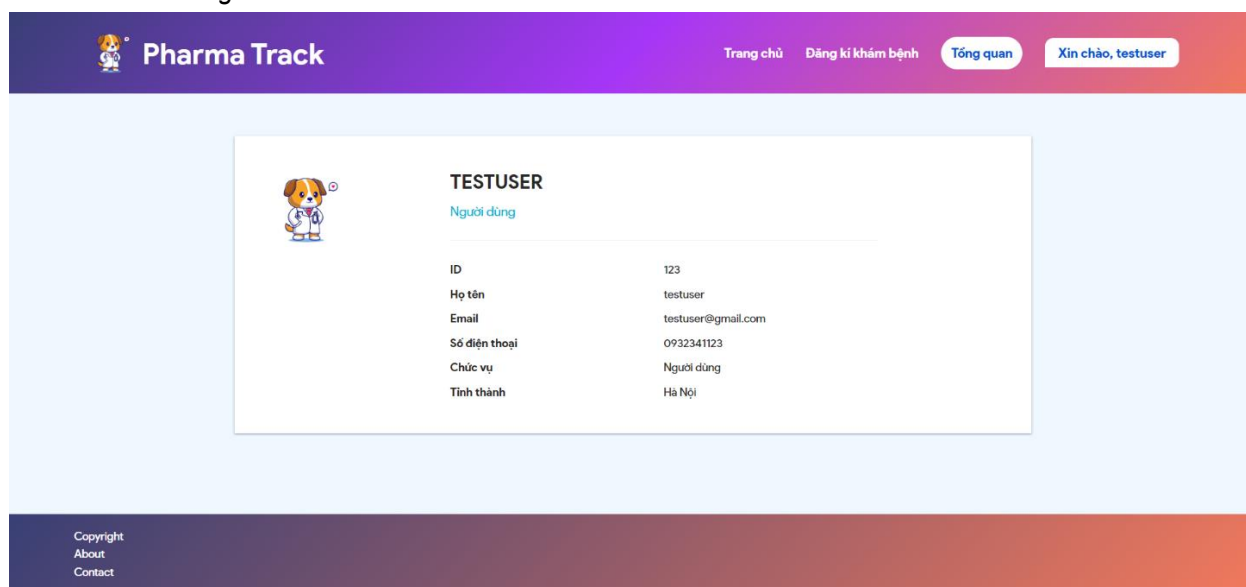 Pharma Track
Trang chủ Đăng kí khám bệnh Tổng quan Xin chào, testuser
TESTUSER
Người dùng
ID 123
Họ tên testuser
Email testuser@gmail.com
Số điện thoại 0932341123
Chức vụ Người dùng
Tỉnh thành Hà Nội
Copyright
About
Contact